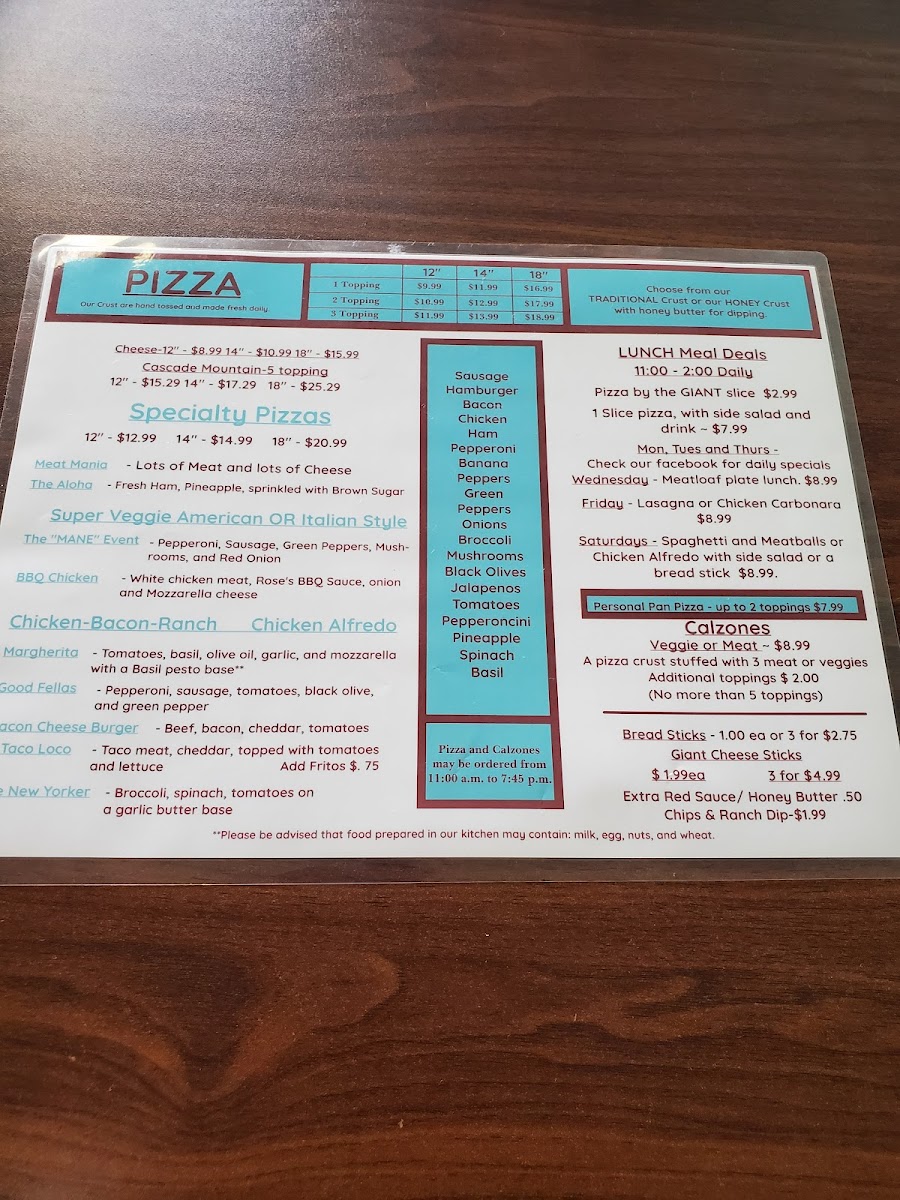 PIZZA
Our Crust are hand tossed and made fresh daily
12" 14" 18"
1 Topping $9.99 $11.99 $16.99
2 Topping $10.99 $12.99 $17.99
3 Topping $11.99 $13.99 $18.99
Choose from our
TRADITIONAL Crust or our HONEY Crust
with honey butter for dipping.
Cheese-12" - $8.99 14" - $10.99 18" - $15.99
Cascade Mountain-5 topping
12" - $15.29 14" - $17.29 18" - $25.29
Specialty Pizzas
12" - $12.99 14" - $14.99 18" - $20.99
Meat Mania - Lots of Meat and lots of Cheese
The Aloha - Fresh Ham, Pineapple, sprinkled with Brown Sugar
Super Veggie American OR Italian Style
The "MANE" Event - Pepperoni, Sausage, Green Peppers, Mush-
rooms, and Red Onion
BBQ Chicken - White chicken meat, Rose's BBQ Sauce, onion
and Mozzarella cheese
Chicken-Bacon-Ranch Chicken Alfredo
Margherita - Tomatoes, basil, olive oil, garlic, and mozzarella
with a Basil pesto base**
Good Fellas - Pepperoni, sausage, tomatoes, black olive,
and green pepper
acon Cheese Burger - Beef, bacon, cheddar, tomatoes
Taco Loco - Taco meat, cheddar, topped with tomatoes
and lettuce Add Fritos $. 75
e New Yorker - Broccoli, spinach, tomatoes on
a garlic butter base
Sausage
Hamburger
Bacon
Chicken
Ham
Pepperoni
Banana
Peppers
Green
Peppers
Onions
Broccoli
Mushrooms
Black Olives
Jalapenos
Tomatoes
Pepperoncini
Pineapple
Spinach
Basil
Pizza and Calzones
may be ordered from
11:00 a.m. to 7:45 p.m.
LUNCH Meal Deals
11:00 - 2:00 Daily
Pizza by the GIANT slice $2.99
1 Slice pizza, with side salad and
drink ~ $7.99
Mon, Tues and Thurs -
Check our facebook for daily specials
Wednesday - Meatloaf plate lunch. $8.99
Friday - Lasagna or Chicken Carbonara
$8.99
Saturdays - Spaghetti and Meatballs or
Chicken Alfredo with side salad or a
bread stick $8.99.
Personal Pan Pizza - up to 2 toppings $7.99
Calzones
Veggie or Meat ~ $8.99
A pizza crust stuffed with 3 meat or veggies
Additional toppings $ 2.00
(No more than 5 toppings)
Bread Sticks - 1.00 ea or 3 for $2.75
Giant Cheese Sticks
$ 1.99ea 3 for $4.99
Extra Red Sauce/ Honey Butter .50
Chips & Ranch Dip-$1.99
**Please be advised that food prepared in our kitchen may contain: milk, egg, nuts, and wheat.